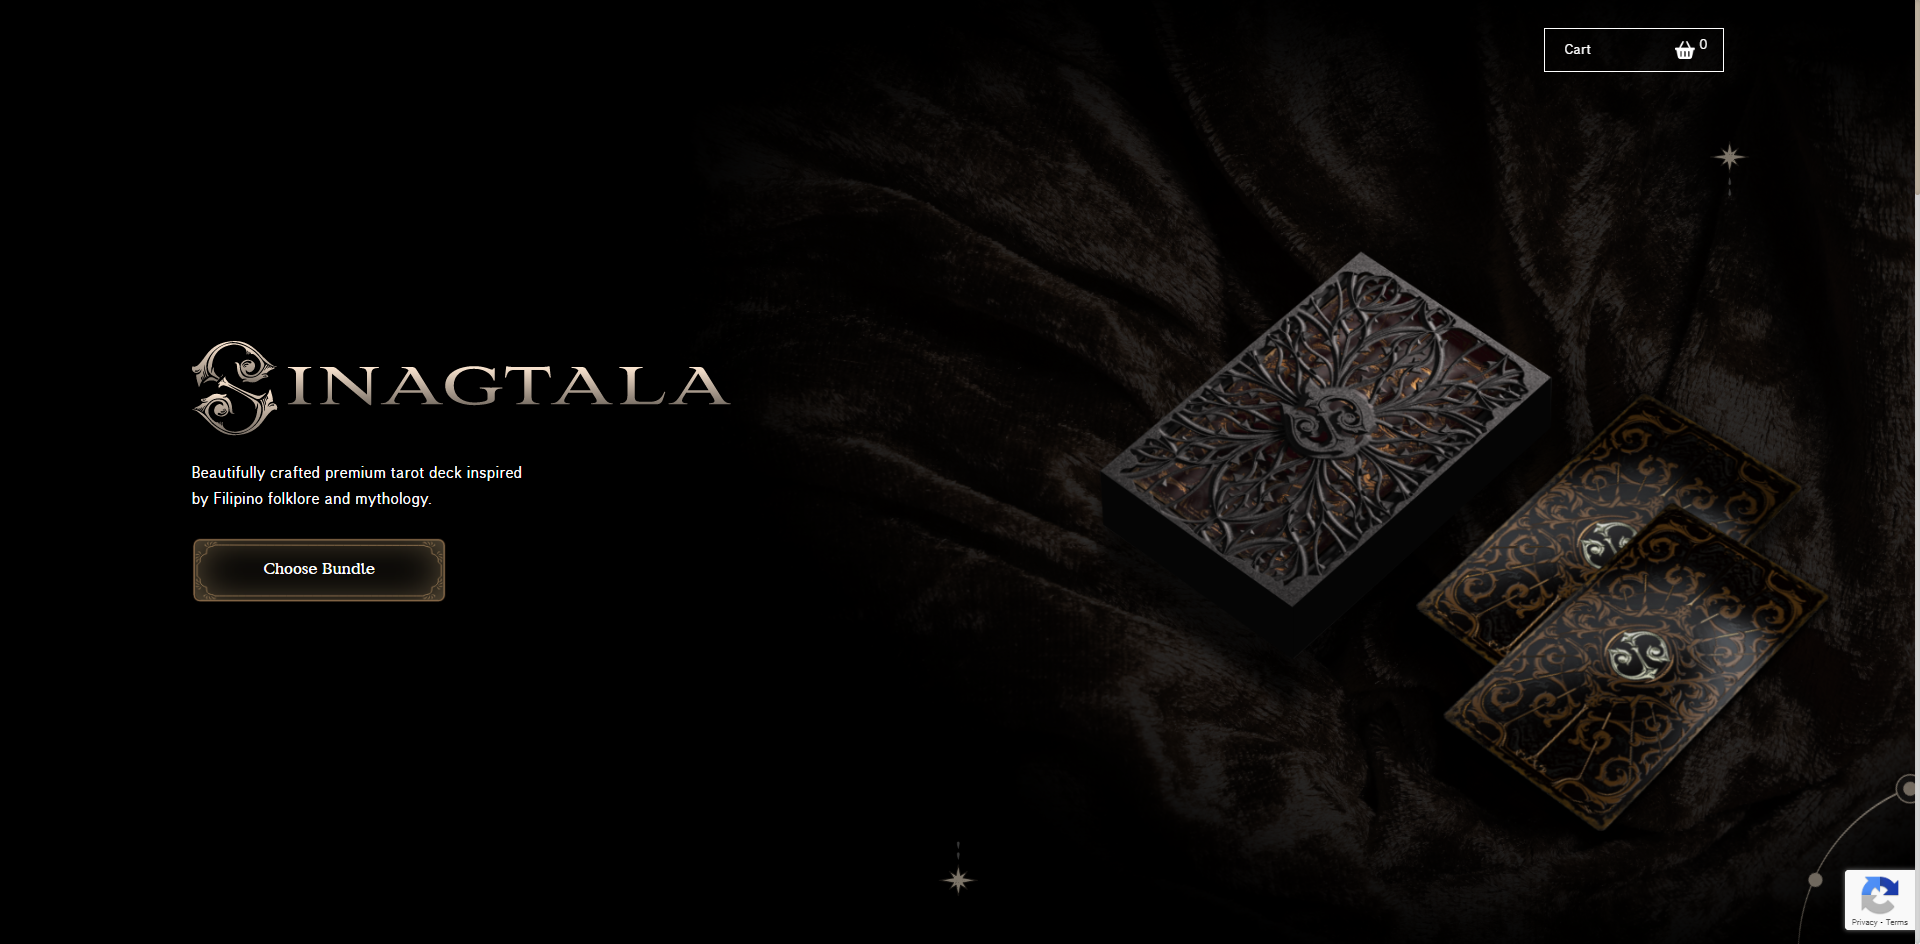 Cart 0
SINAGTALA
Beautifully crafted premium tarot deck inspired
by Filipino folklore and mythology.
Choose Bundle
Privacy - Terms